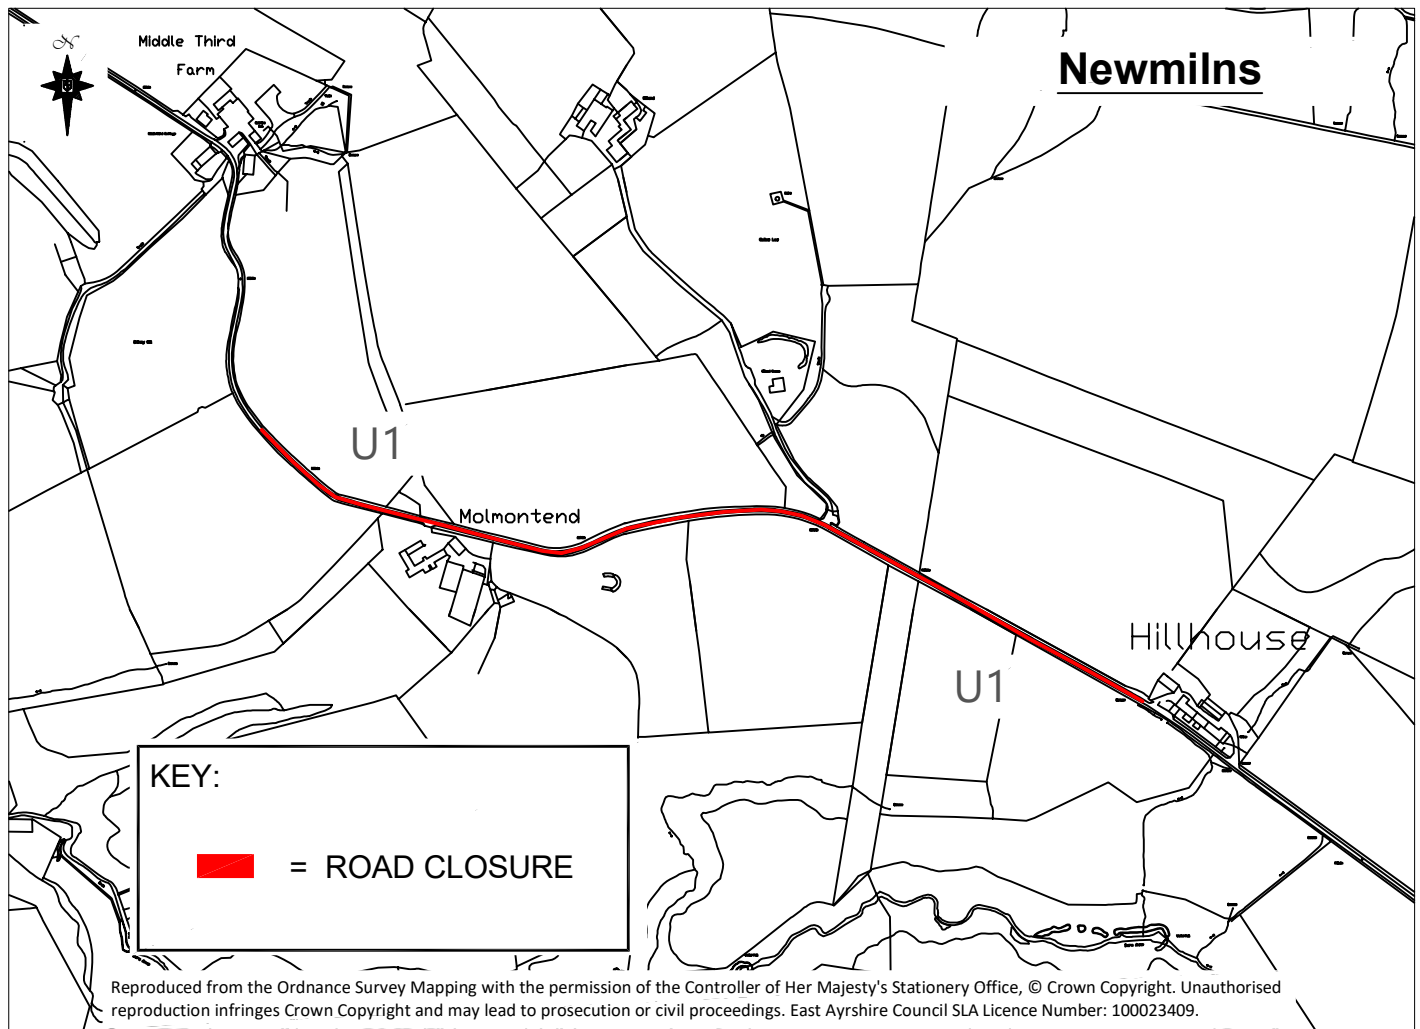 N
Middle Third
Farm
Newmilns
U1
Molmontend
Hillhouse
U1
KEY:
= ROAD CLOSURE
Reproduced from the Ordnance Survey Mapping with the permission of the Controller of Her Majesty's Stationery Office, © Crown Copyright. Unauthorised
reproduction infringes Crown Copyright and may lead to prosecution or civil proceedings. East Ayrshire Council SLA Licence Number: 100023409.